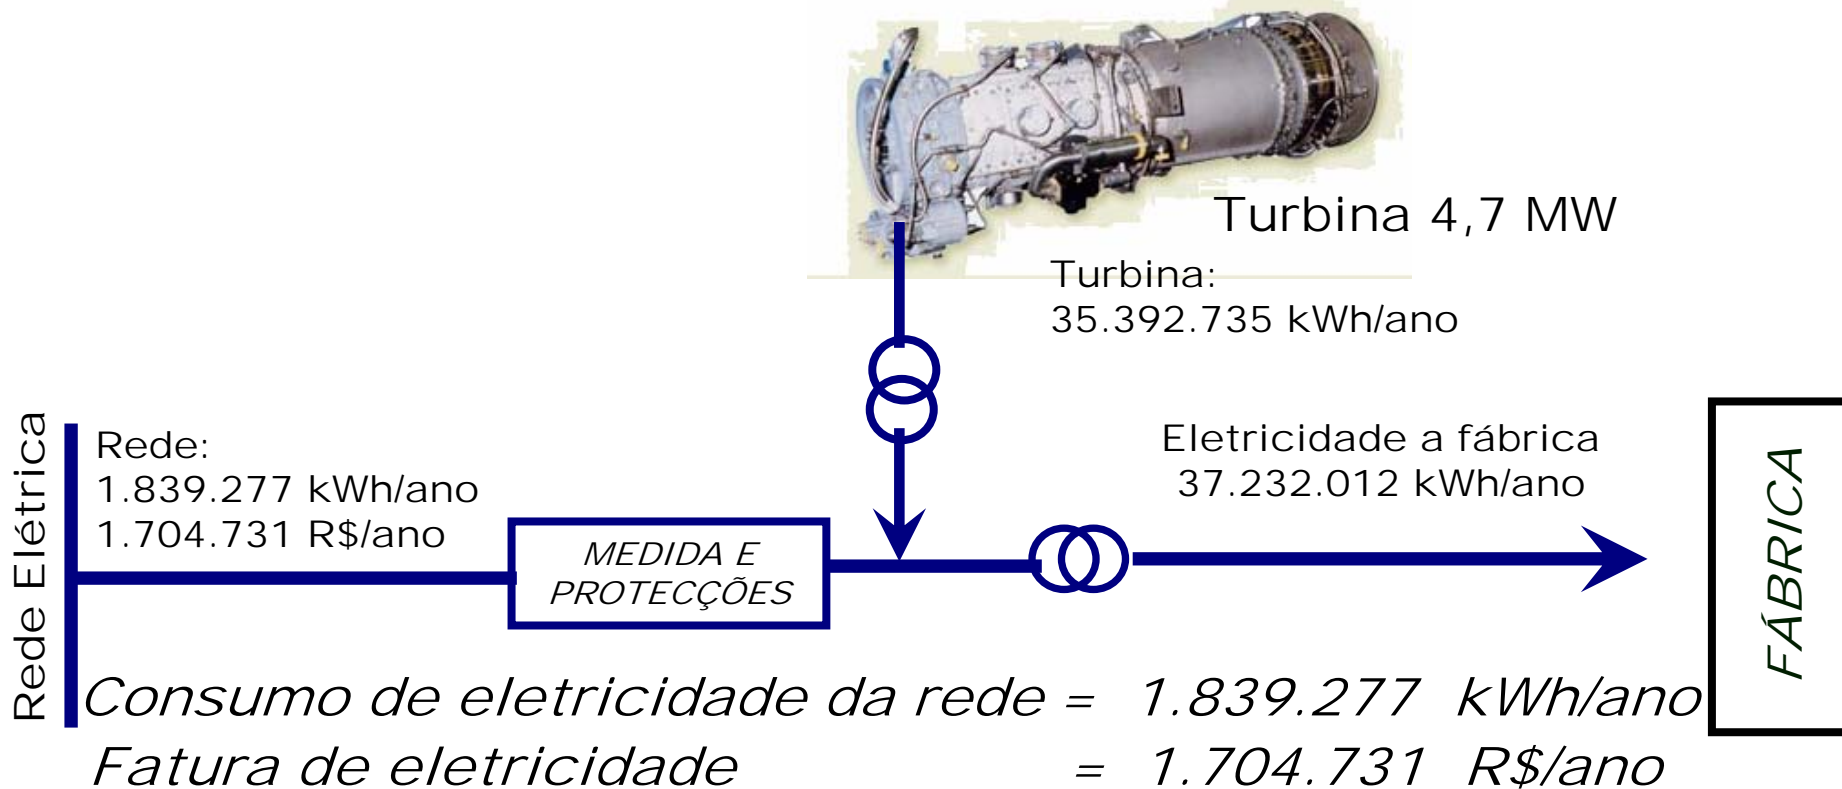 Turbina 4,7 MW
Turbina:
35.392.735 kWh/ano
Rede Elétrica
Rede:
1.839.277 kWh/ano
1.704.731 R$/ano
MEDIDA E
PROTECÇÕES
Eletricidade a fábrica
37.232.012 kWh/ano
FÁBRICA
Consumo de eletricidade da rede = 1.839.277 kWh/ano
Fatura de eletricidade = 1.704.731 R$/ano